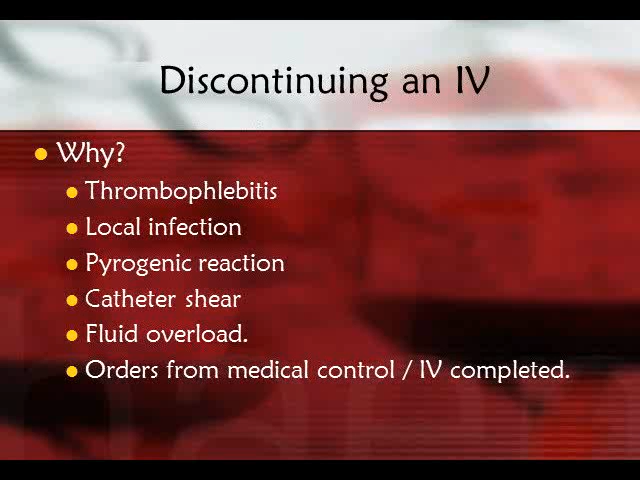 Discontinuing an IV
Why?
Thrombophlebitis
Local infection
Pyrogenic reaction
Catheter shear
Fluid overload.
Orders from medical control / IV completed.